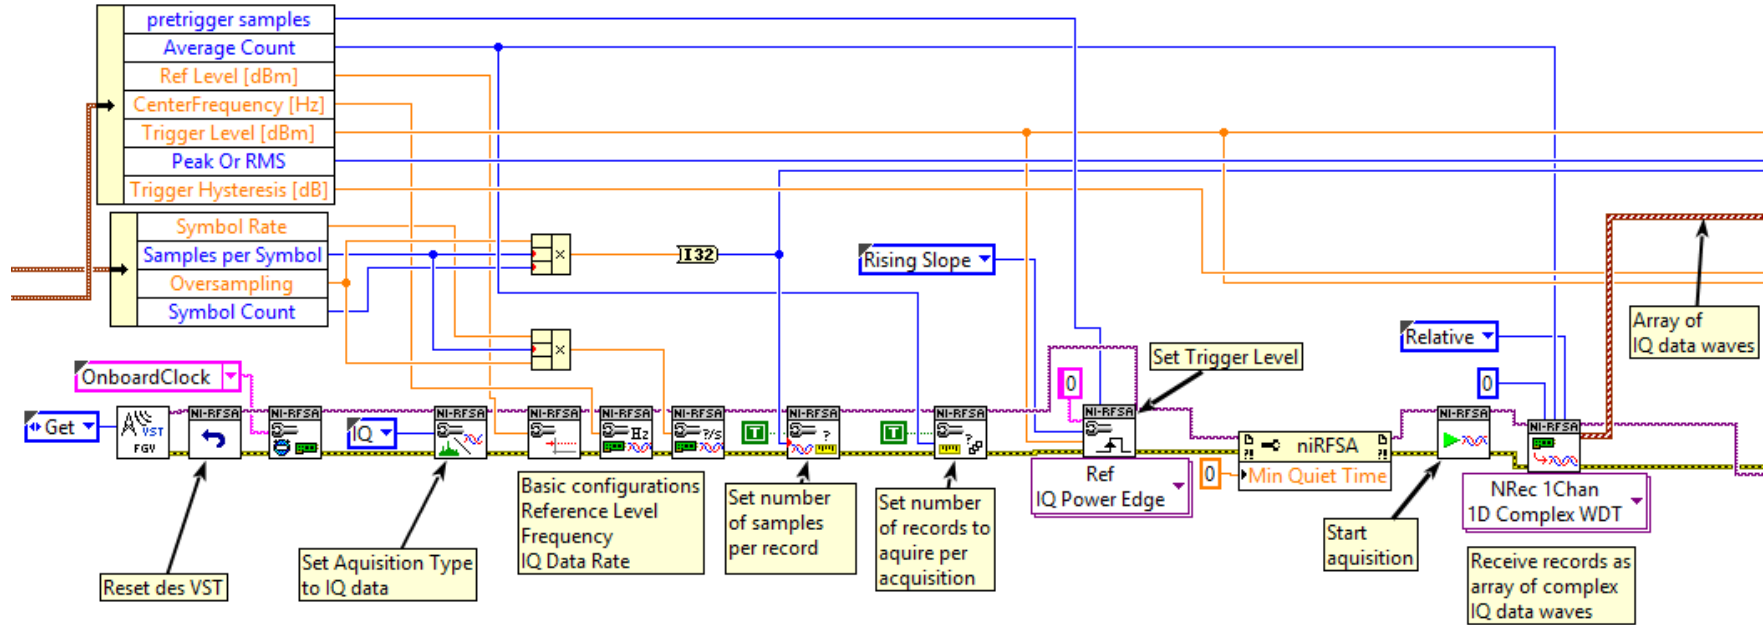 pretrigger samples
Average Count
Ref Level [dBm]
CenterFrequency [Hz]
Trigger Level [dBm]
Peak Or RMS
Trigger Hysteresis [dB]
Symbol Rate
Samples per Symbol
Oversampling
Symbol Count
x
I32
x
Rising Slope
Array of
IQ data waves
Relative
Set Trigger Level
OnboardClock
0
0
Get
VST
FGV
NI-RFSA
NI-RFSA
IQ
NI-RFSA
NI-RFSA
NI-RFSA
Hz
NI-RFSA
?/S
T
NI-RFSA
?
T
NI-RFSA
?
NI-RFSA
niRFSA
?!
?!
0
Min Quiet Time
NI-RFSA
NI-RFSA
Ref
IQ Power Edge
NRec 1Chan
1D Complex WDT
Reset des VST
Set Aquisition Type
to IQ data
Basic configurations
Reference Level
Frequency
IQ Data Rate
Set number
of samples
per record
Set number
of records to
aquire per
acquisition
Start
aquisition
Receive records as
array of complex
IQ data waves